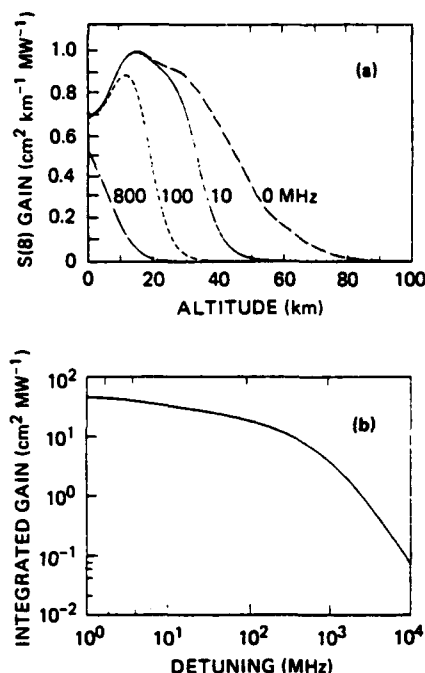 (a)
S(8) GAIN (cm² km⁻¹ MW⁻¹)
1.0
0.8
0.6
0.4
0.2
0
800 100 10 0 MHz
0 20 40 60 80 100
ALTITUDE (km)
(b)
INTEGRATED GAIN (cm² MW⁻¹)
10²
10¹
10⁰
10⁻¹
10⁻²
10⁰ 10¹ 10² 10³ 10⁴
DETUNING (MHz)